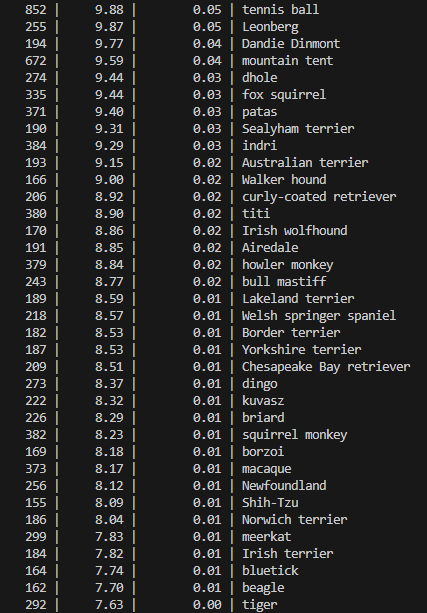 852 | 9.88 | 0.05 | tennis ball
255 | 9.87 | 0.05 | Leonberg
194 | 9.77 | 0.04 | Dandie Dinmont
672 | 9.59 | 0.04 | mountain tent
274 | 9.44 | 0.03 | dhole
335 | 9.44 | 0.03 | fox squirrel
371 | 9.40 | 0.03 | patas
190 | 9.31 | 0.03 | Sealyham terrier
384 | 9.29 | 0.03 | indri
193 | 9.15 | 0.02 | Australian terrier
166 | 9.00 | 0.02 | Walker hound
206 | 8.92 | 0.02 | curly-coated retriever
380 | 8.90 | 0.02 | titi
170 | 8.86 | 0.02 | Irish wolfhound
191 | 8.85 | 0.02 | Airedale
379 | 8.84 | 0.02 | howler monkey
243 | 8.77 | 0.02 | bull mastiff
189 | 8.59 | 0.01 | Lakeland terrier
218 | 8.57 | 0.01 | Welsh springer spaniel
182 | 8.53 | 0.01 | Border terrier
187 | 8.53 | 0.01 | Yorkshire terrier
209 | 8.51 | 0.01 | Chesapeake Bay retriever
273 | 8.37 | 0.01 | dingo
222 | 8.32 | 0.01 | kuvasz
226 | 8.29 | 0.01 | briard
382 | 8.23 | 0.01 | squirrel monkey
169 | 8.18 | 0.01 | borzoi
373 | 8.17 | 0.01 | macaque
256 | 8.12 | 0.01 | Newfoundland
155 | 8.09 | 0.01 | Shih-Tzu
186 | 8.04 | 0.01 | Norwich terrier
299 | 7.83 | 0.01 | meerkat
184 | 7.82 | 0.01 | Irish terrier
164 | 7.74 | 0.01 | bluetick
162 | 7.70 | 0.01 | beagle
292 | 7.63 | 0.00 | tiger